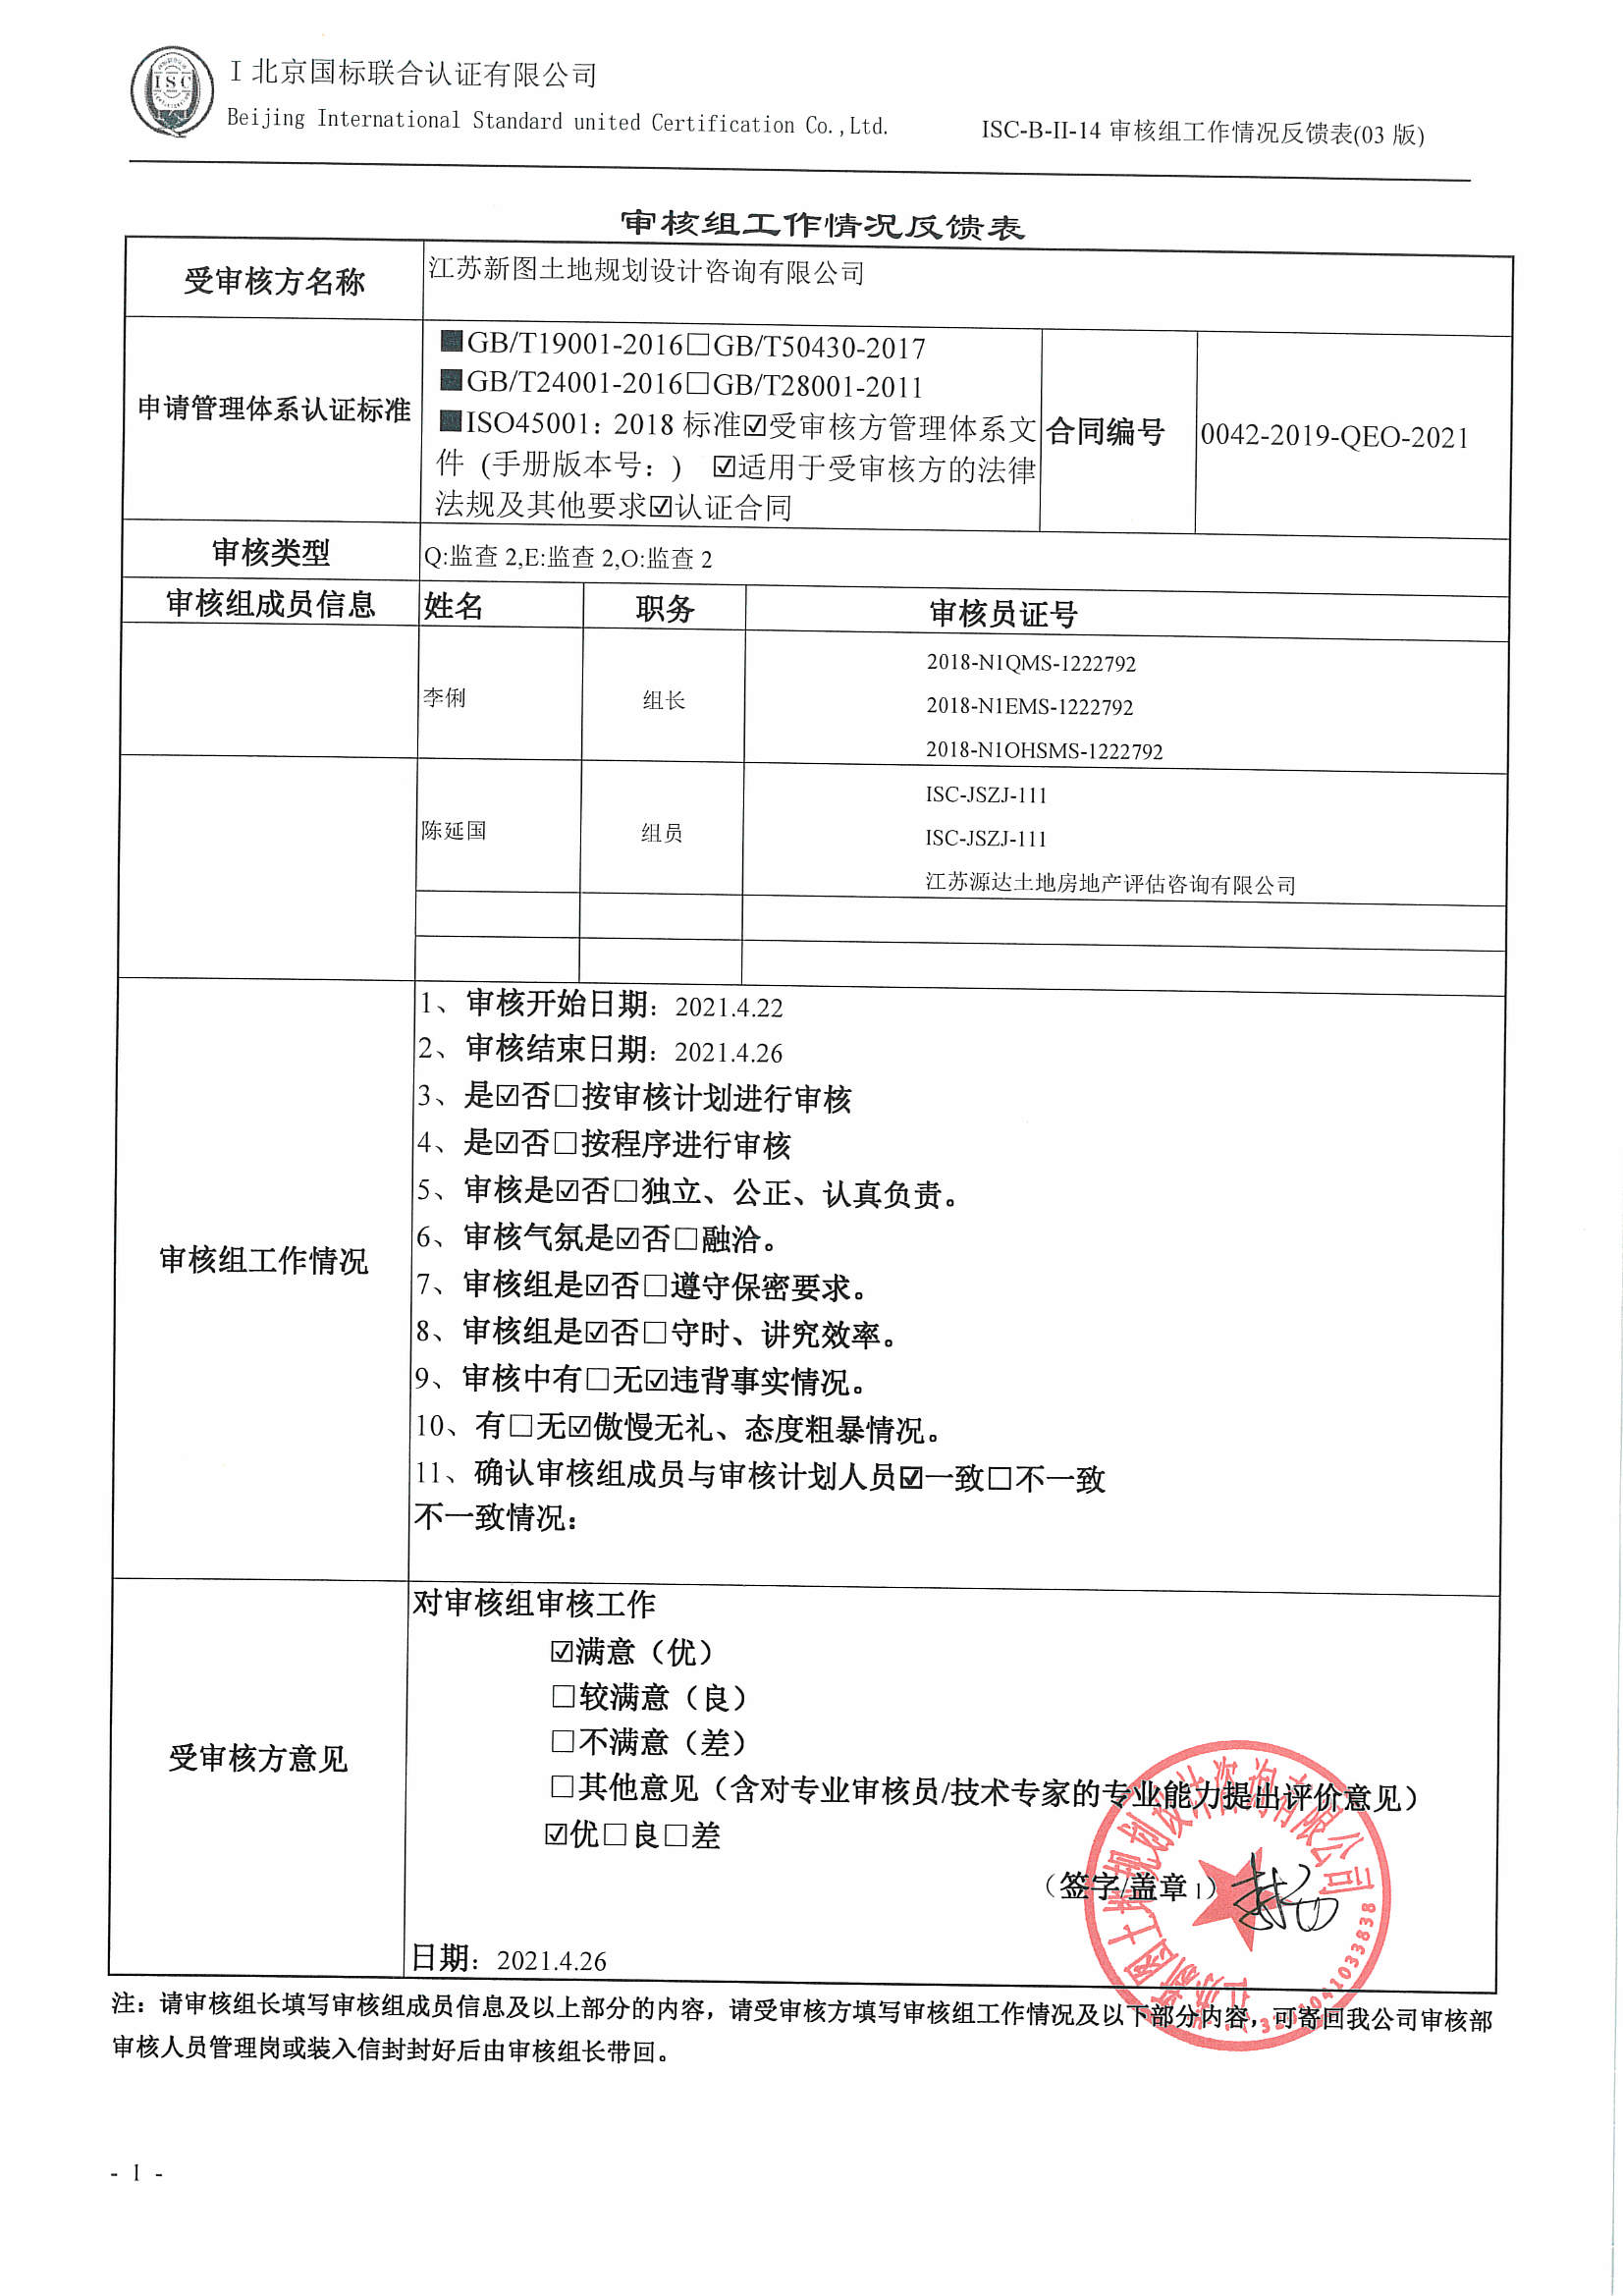 ISC
I 北京国标联合认证有限公司
Beijing International Standard united Certification Co.,Ltd.
ISC-B-II-14 审核组工作情况反馈表(03 版)
审核组工作情况反馈表
受审核方名称
江苏新图土地规划设计咨询有限公司
申请管理体系认证标准
■GB/T19001-2016□GB/T50430-2017
■GB/T24001-2016□GB/T28001-2011
■ISO45001: 2018 标准☑受审核方管理体系文
件 (手册版本号: ) ☑适用于受审核方的法律
法规及其他要求☑认证合同
合同编号
0042-2019-QEO-2021
审核类型
Q:监查 2,E:监查 2,O:监查 2
审核组成员信息 姓名 职务 审核员证号
李俐
组长
2018-N1QMS-1222792
2018-N1EMS-1222792
2018-N1OHSMS-1222792
陈延国
组员
ISC-JSZJ-111
ISC-JSZJ-111
江苏源达土地房地产评估咨询有限公司
审核组工作情况
1、审核开始日期: 2021.4.22
2、审核结束日期: 2021.4.26
3、是☑否□按审核计划进行审核
4、是☑否□按程序进行审核
5、审核是☑否□独立、公正、认真负责。
6、审核气氛是☑否□融洽。
7、审核组是☑否□遵守保密要求。
8、审核组是☑否□守时、讲究效率。
9、审核中有□无☑违背事实情况。
10、有□无☑傲慢无礼、态度粗暴情况。
11、确认审核组成员与审核计划人员☑一致□不一致
不一致情况:
受审核方意见
对审核组审核工作
☑满意（优）
□较满意（良）
□不满意（差）
□其他意见（含对专业审核员/技术专家的专业能力提出评价意见）
☑优□良□差
（签字/盖章 1）
日期: 2021.4.26
江苏新图土地规划设计咨询有限公司
注: 请审核组长填写审核组成员信息及以上部分的内容，请受审核方填写审核组工作情况及以下部分内容，可寄回我公司审核部
审核人员管理岗或装入信封封好后由审核组长带回。
- 1 -